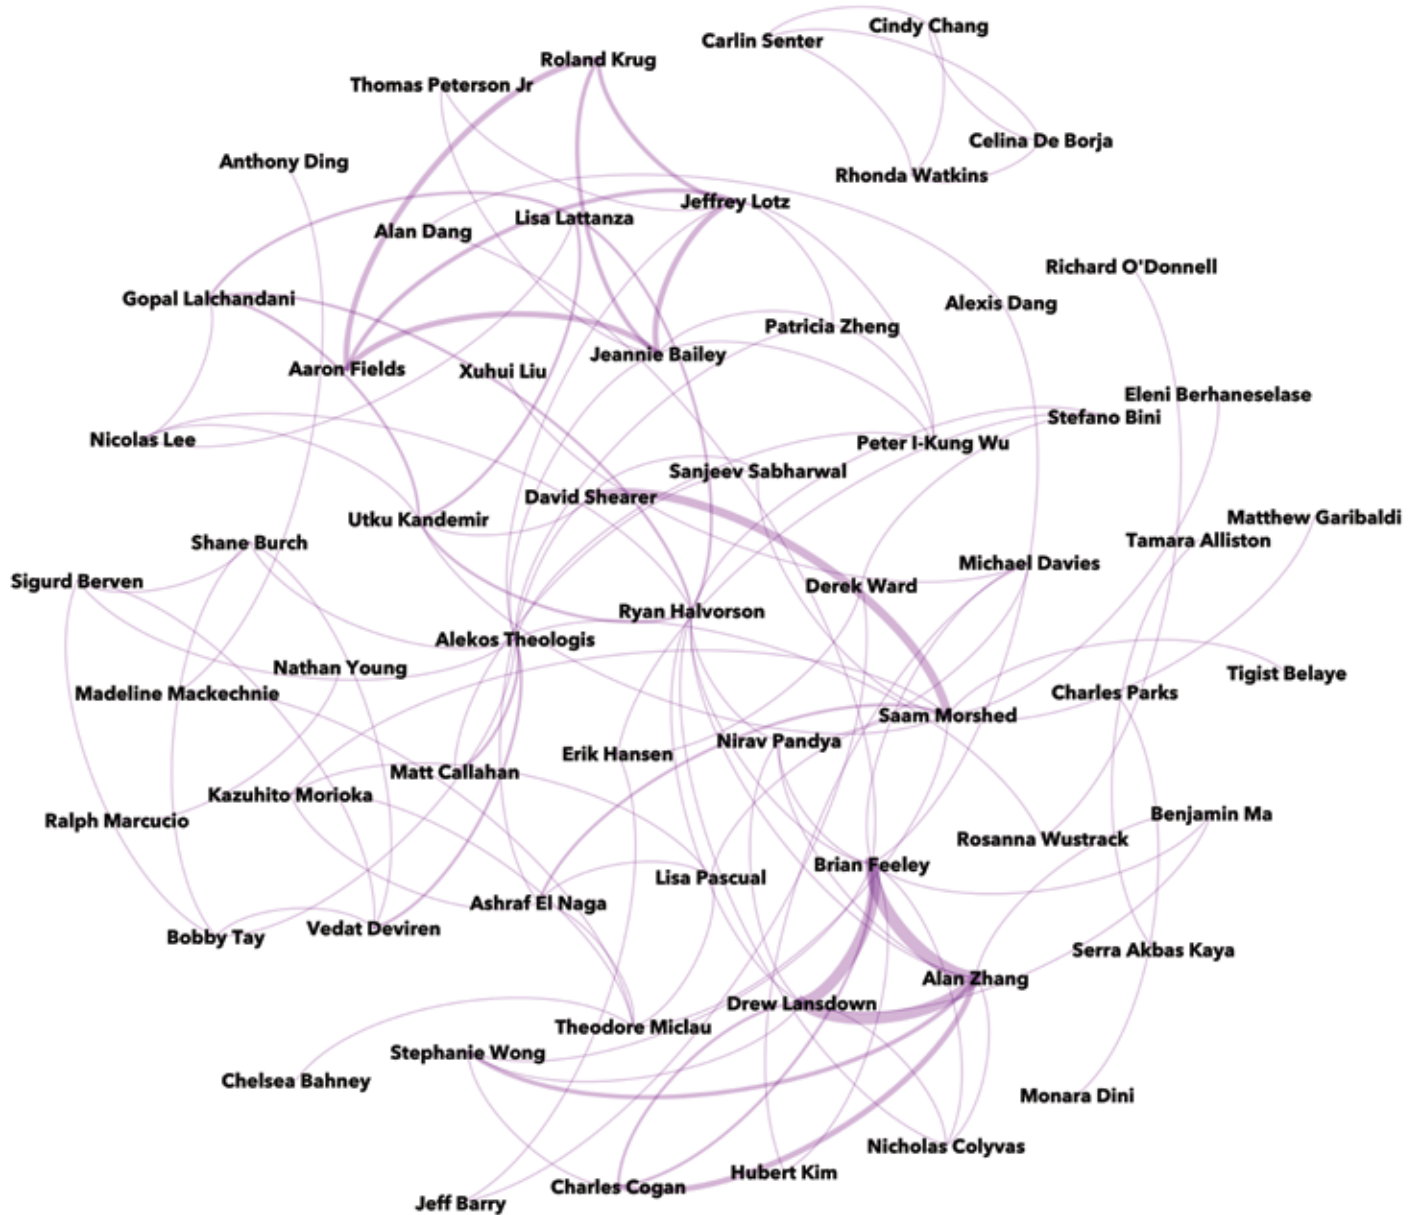 Cindy Chang
Carlin Senter
Roland Krug
Thomas Peterson Jr
Celina De Borja
Anthony Ding
Rhonda Watkins
Jeffrey Lotz
Lisa Lattanza
Alan Dang
Richard O'Donnell
Gopal Lalchandani
Alexis Dang
Patricia Zheng
Jeannie Bailey
Aaron Fields
Xuhui Liu
Eleni Berhaneselase
Stefano Bini
Nicolas Lee
Peter I-Kung Wu
Sanjeev Sabharwal
David Shearer
Utku Kandemir
Matthew Garibaldi
Tamara Alliston
Shane Burch
Michael Davies
Sigurd Berven
Derek Ward
Ryan Halvorson
Alekos Theologis
Nathan Young
Tigist Belaye
Madeline Mackechnie
Charles Parks
Saam Morshed
Nirav Pandya
Erik Hansen
Matt Callahan
Kazuhito Morioka
Benjamin Ma
Ralph Marcucio
Rosanna Wustrack
Brian Feeley
Lisa Pascual
Ashraf El Naga
Vedat Deviren
Bobby Tay
Serra Akbas Kaya
Alan Zhang
Drew Lansdown
Theodore Miclau
Stephanie Wong
Chelsea Bahney
Monara Dini
Nicholas Colyvas
Hubert Kim
Charles Cogan
Jeff Barry